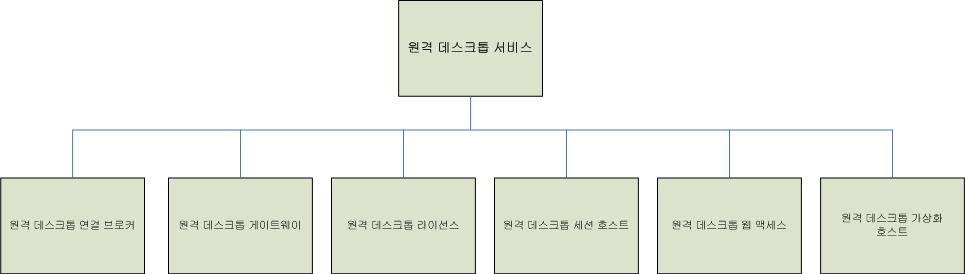 원격 데스크톱 서비스
원격 데스크톱 연결 브로커
원격 데스크톱 게이트웨이
원격 데스크톱 라이선스
원격 데스크톱 세션 호스트
원격 데스크톱 웹 액세스
원격 데스크톱 가상화
호스트